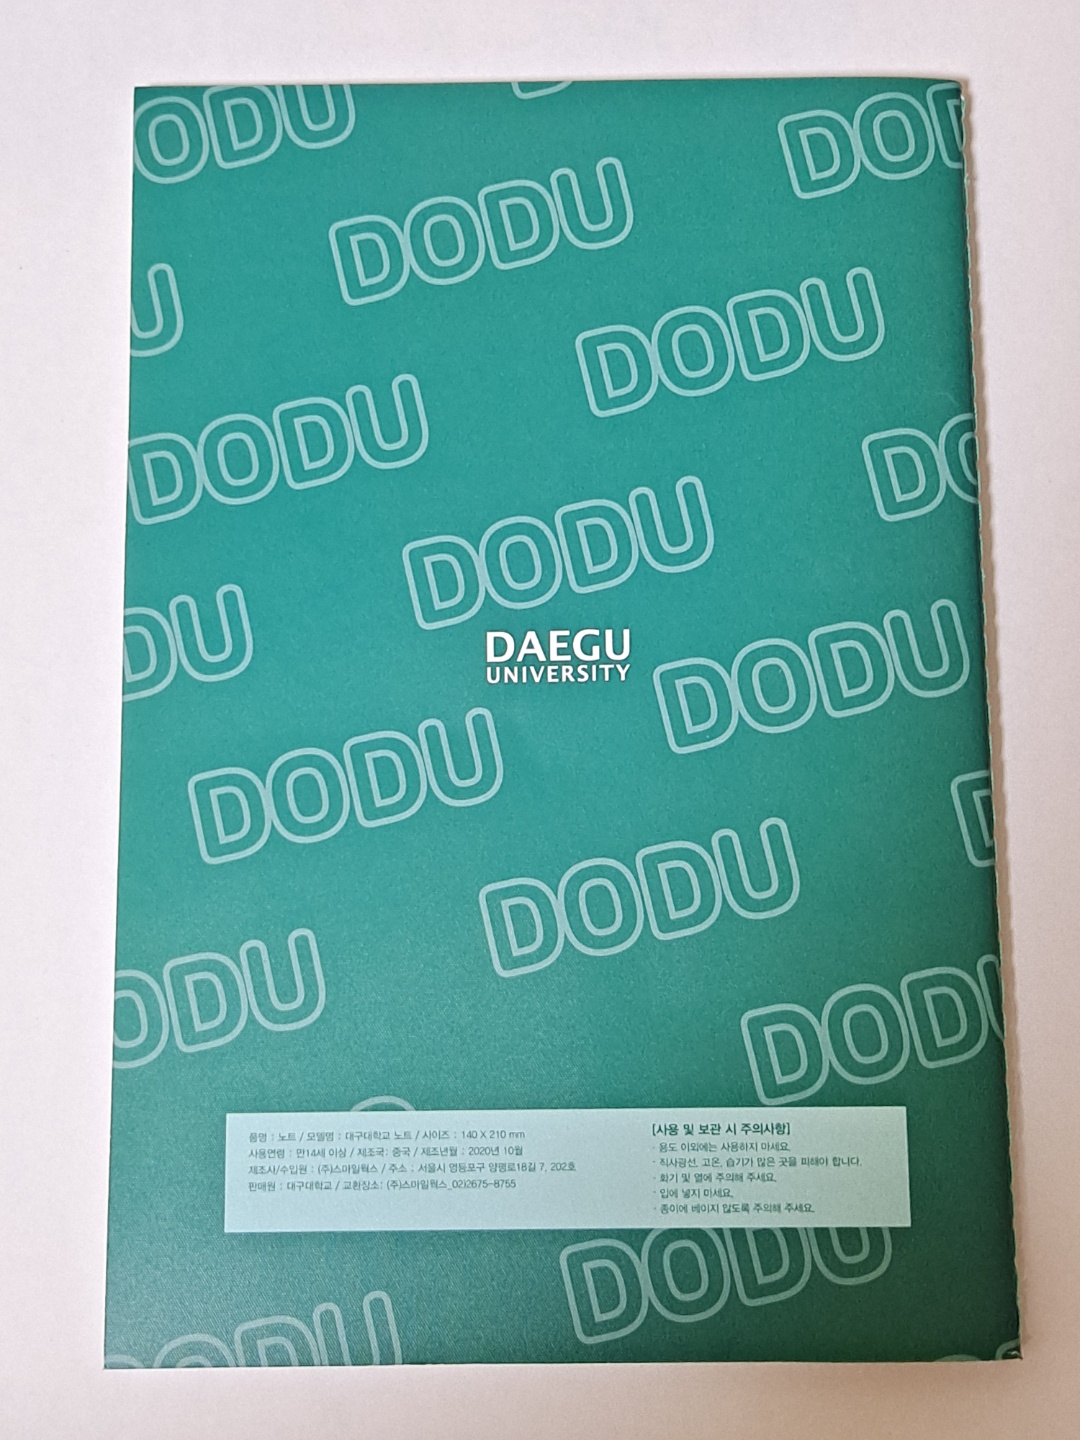 DODU
DODU
DOD
U
DODU
DODU
DO
DODU
DU
DAEGU
UNIVERSITY
DODU
DODU
D
DODU
ODU
DODU
품명 : 노트 / 모델명 : 대구대학교 노트 / 사이즈 : 140 X 210 mm
사용연령 : 만14세 이상 / 제조국: 중국 / 제조년월 : 2020년 10월
제조사/수입원 : (주)스마일웍스 / 주소 : 서울시 영등포구 양평로18길 7, 202호
판매원 : 대구대학교 / 교환장소: (주)스마일웍스_02)2675-8755
[사용 및 보관 시 주의사항]
· 용도 이외에는 사용하지 마세요.
· 직사광선, 고온, 습기가 많은 곳을 피해야 합니다.
· 화기 및 열에 주의해 주세요.
· 입에 넣지 마세요.
· 종이에 베이지 않도록 주의해 주세요.
DODU
DODU